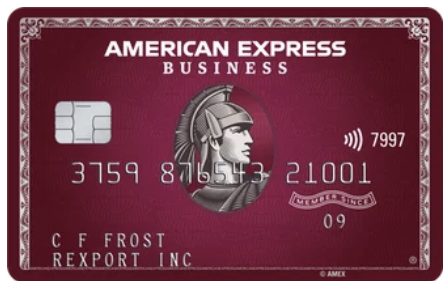 AMERICAN EXPRESS
BUSINESS
7997
3759 876543 21001
MEMBER SINCE
09
C F FROST
REXPORT INC
© AMEX
®